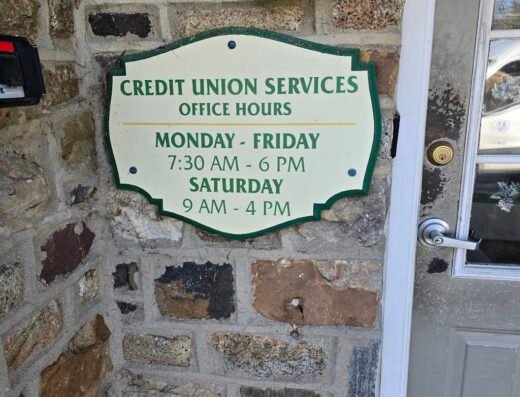 CREDIT UNION SERVICES
OFFICE HOURS
MONDAY - FRIDAY
7:30 AM - 6 PM
SATURDAY
9 AM - 4 PM